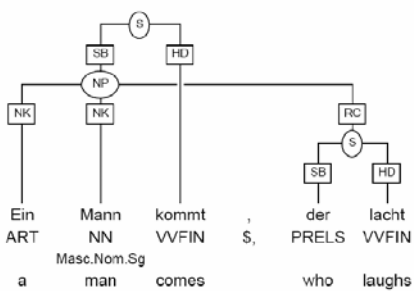 S
SB HD
NP
NK NK RC
S
SB HD
Ein Mann kommt , der lacht
ART NN VVFIN $, PRELS VVFIN
Masc.Nom.Sg
a man comes who laughs